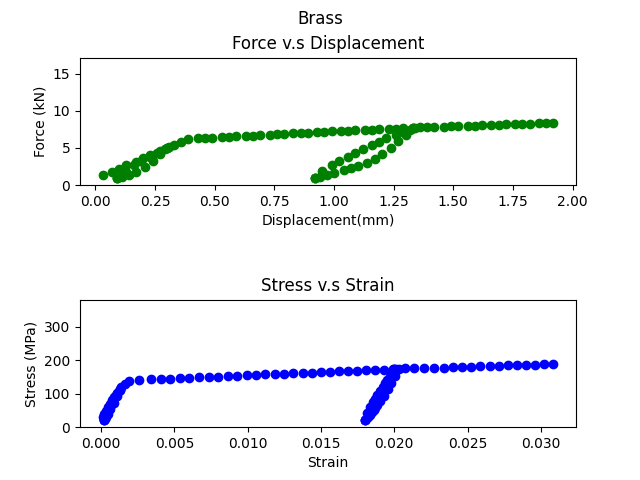 Brass
Force v.s Displacement
Force (kN)
15
10
5
0
0.00 0.25 0.50 0.75 1.00 1.25 1.50 1.75 2.00
Displacement(mm)
Stress v.s Strain
Stress (MPa)
300
200
100
0
0.000 0.005 0.010 0.015 0.020 0.025 0.030
Strain